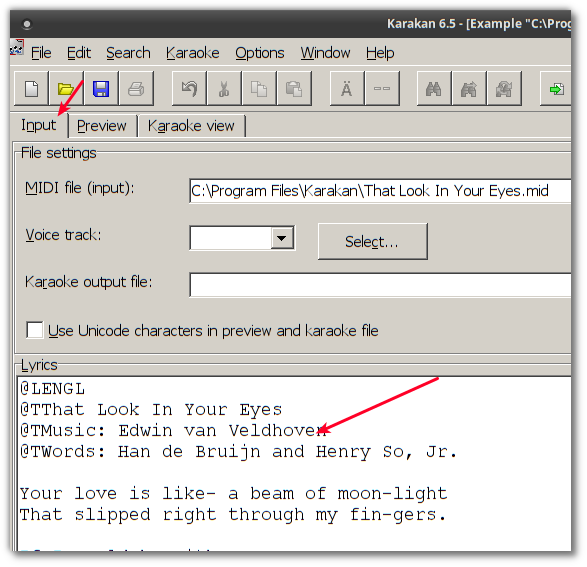 Karakan 6.5 - [Example "C:\Prog
File Edit Search Karaoke Options Window Help
Ä --
Input Preview Karaoke view
File settings
MIDI file (input): C:\Program Files\Karakan\That Look In Your Eyes.mid
Voice track: Select...
Karaoke output file:
Use Unicode characters in preview and karaoke file
Lyrics
@LENGL
@TThat Look In Your Eyes
@TMusic: Edwin van Veldhoven
@TWords: Han de Bruijn and Henry So, Jr.
Your love is like- a beam of moon-light
That slipped right through my fin-gers.